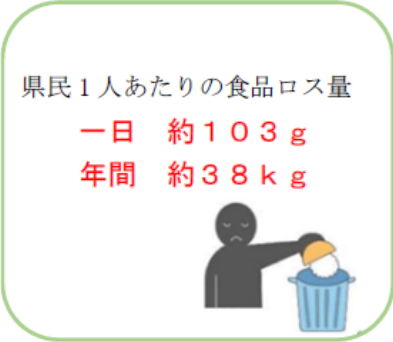 県民１人あたりの食品ロス量
一日　約１０３ｇ
年間　約３８ｋｇ